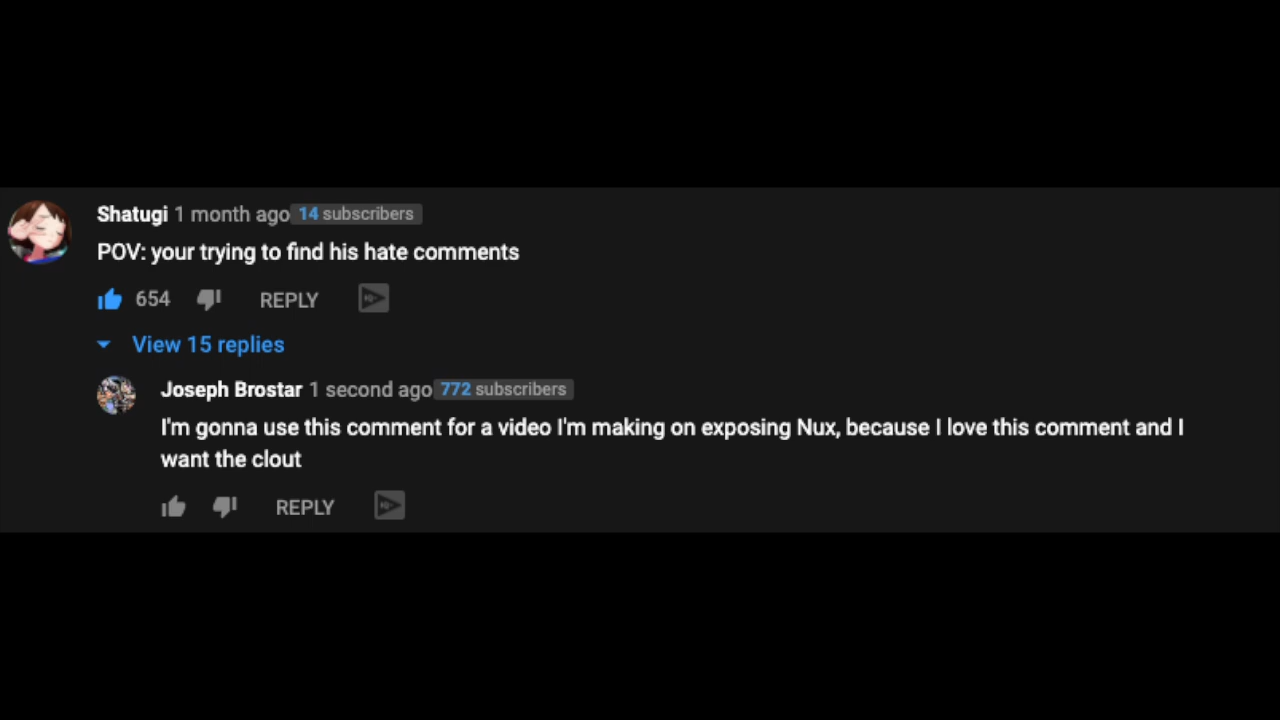 Shatugi 1 month ago 14 subscribers
POV: your trying to find his hate comments
654 REPLY
View 15 replies
Joseph Brostar 1 second ago 772 subscribers
I'm gonna use this comment for a video I'm making on exposing Nux, because I love this comment and I
want the clout
REPLY